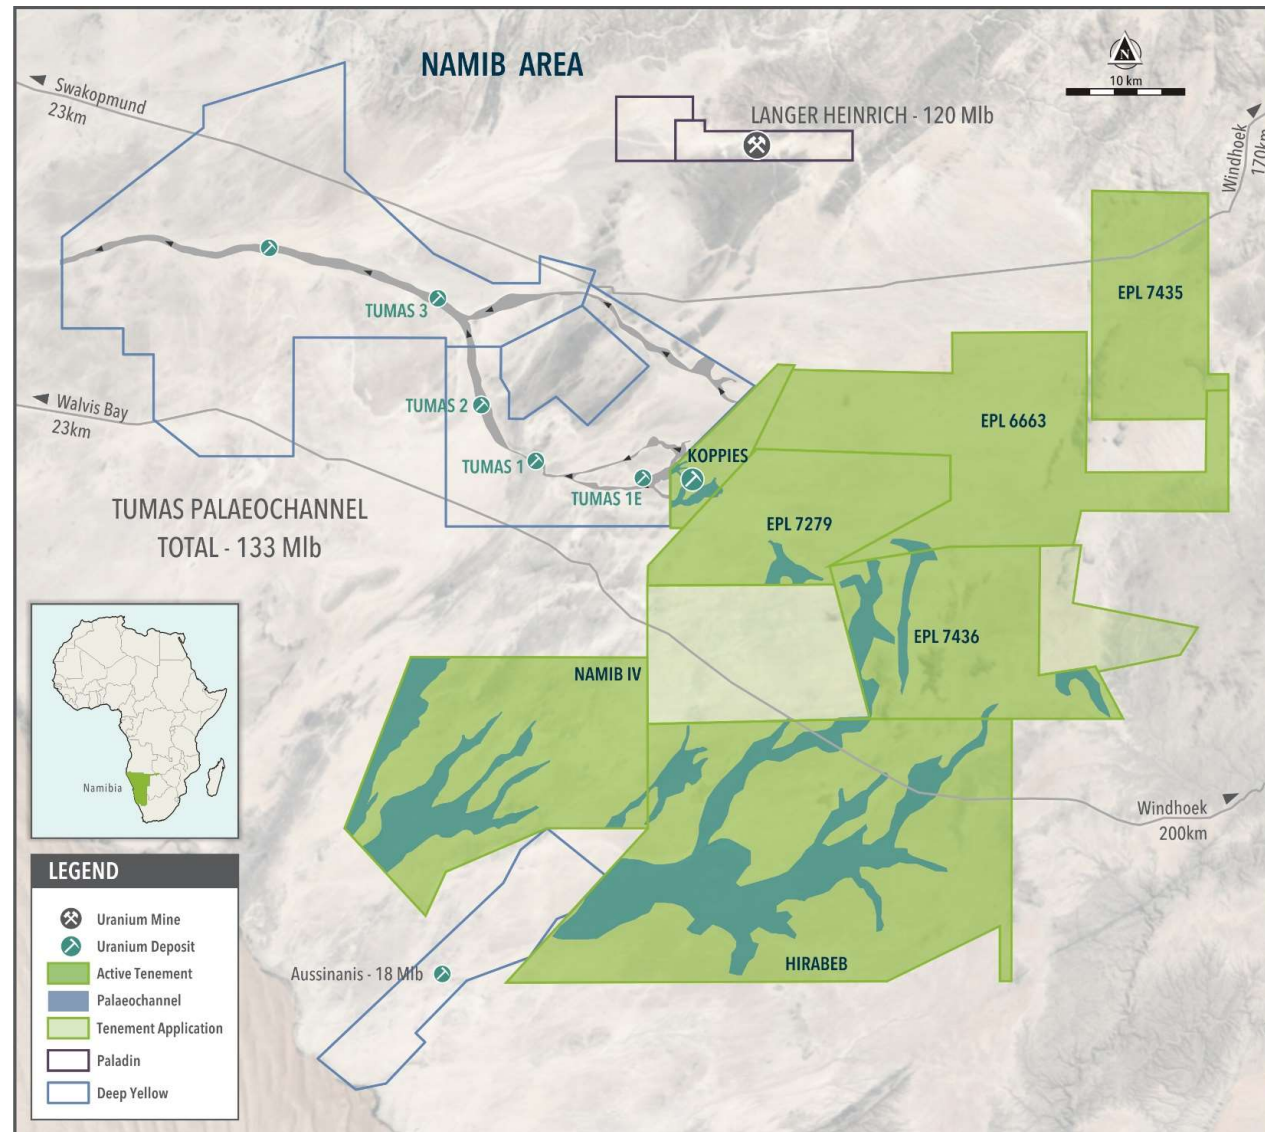 NAMIB AREA
N
10 km
Swakopmund
23km
LANGER HEINRICH - 120 Mlb
Windhoek
170km
EPL 7435
TUMAS 3
EPL 6663
Walvis Bay
23km
TUMAS 2
TUMAS 1
KOPPIES
TUMAS 1E
TUMAS PALAEOCHANNEL
TOTAL - 133 Mlb
EPL 7279
EPL 7436
NAMIB IV
Namibia
Windhoek
200km
LEGEND
Uranium Mine
Uranium Deposit
Active Tenement
Palaeochannel
Tenement Application
Paladin
Deep Yellow
Aussinanis - 18 Mlb
HIRABEB